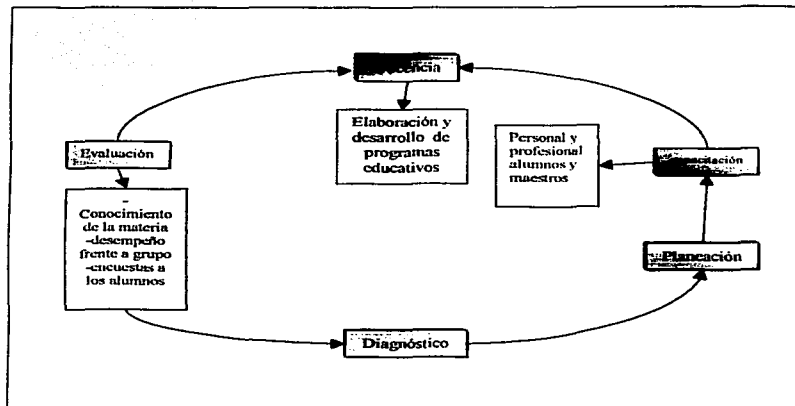 Elaboración y
desarrollo de
programas
educativos
Evaluación
-
Conocimiento
de la materia
-desempeño
frente a grupo
-encuestas a
los alumnos
Personal y
profesional
alumnos y
maestros
Planeación
Diagnóstico